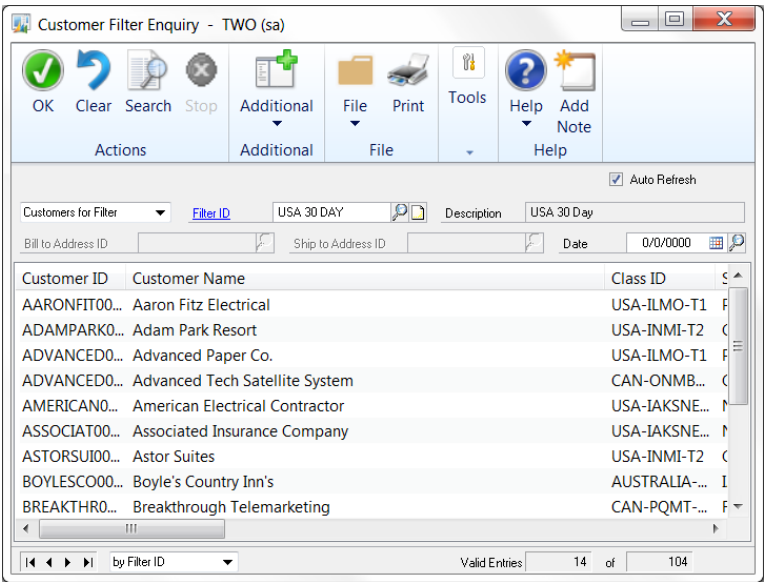 Customer Filter Enquiry - TWO (sa)
OK Clear Search Stop Additional File Print Tools Help Add Note
Actions Additional File Help
Auto Refresh
Customers for Filter Filter ID USA 30 DAY Description USA 30 Day
Bill to Address ID Ship to Address ID Date 0/0/0000
Customer ID Customer Name Class ID S
AARONFIT00... Aaron Fitz Electrical USA-ILMO-T1
ADAMPARK0... Adam Park Resort USA-INMI-T2
ADVANCED0... Advanced Paper Co. USA-ILMO-T1
ADVANCED0... Advanced Tech Satellite System CAN-ONMB...
AMERICAN0... American Electrical Contractor USA-IAKSNE...
ASSOCIAT00... Associated Insurance Company USA-IAKSNE...
ASTORSUI00... Astor Suites USA-INMI-T2
BOYLESCO00... Boyle's Country Inn's AUSTRALIA-...
BREAKTHR0... Breakthrough Telemarketing CAN-PQMT-...
by Filter ID Valid Entries 14 of 104